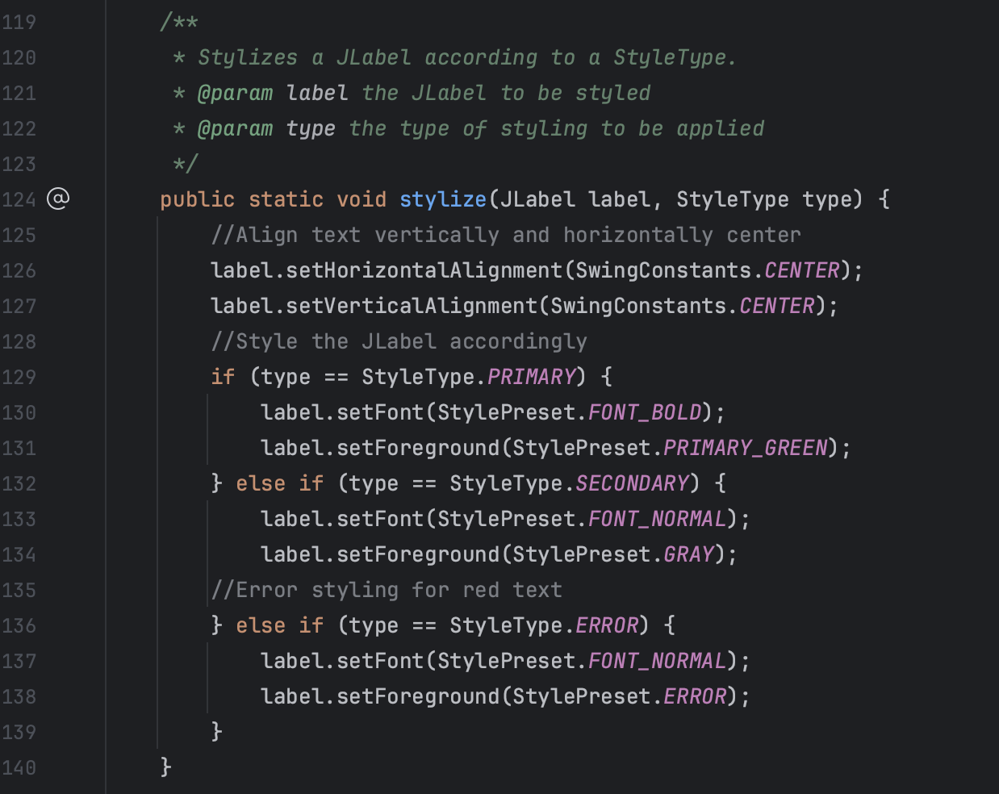 119 /**
120 * Stylizes a JLabel according to a StyleType.
121 * @param label the JLabel to be styled
122 * @param type the type of styling to be applied
123 */
124 @ public static void stylize(JLabel label, StyleType type) {
125 //Align text vertically and horizontally center
126 label.setHorizontalAlignment(SwingConstants.CENTER);
127 label.setVerticalAlignment(SwingConstants.CENTER);
128 //Style the JLabel accordingly
129 if (type == StyleType.PRIMARY) {
130 label.setFont(StylePreset.FONT_BOLD);
131 label.setForeground(StylePreset.PRIMARY_GREEN);
132 } else if (type == StyleType.SECONDARY) {
133 label.setFont(StylePreset.FONT_NORMAL);
134 label.setForeground(StylePreset.GRAY);
135 //Error styling for red text
136 } else if (type == StyleType.ERROR) {
137 label.setFont(StylePreset.FONT_NORMAL);
138 label.setForeground(StylePreset.ERROR);
139 }
140 }